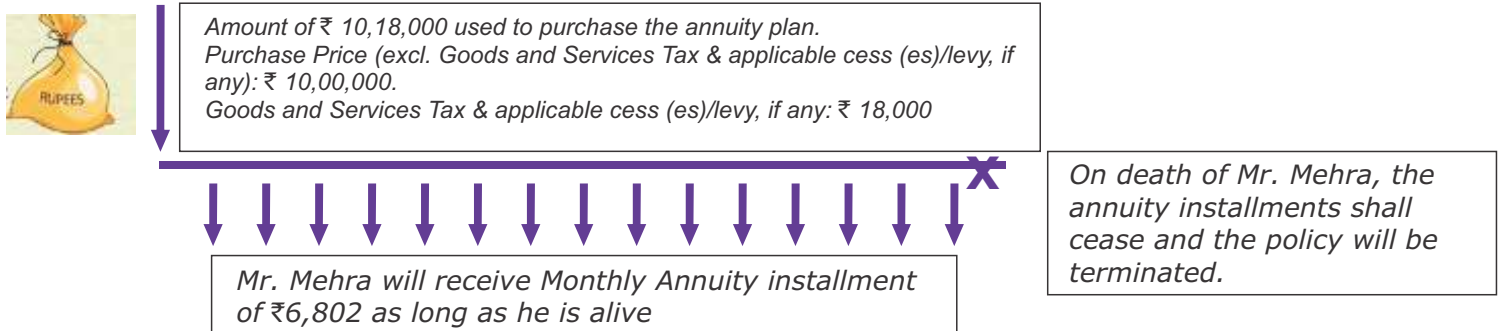 RUPEES
Amount of ₹ 10,18,000 used to purchase the annuity plan.
Purchase Price (excl. Goods and Services Tax & applicable cess (es)/levy, if
any): ₹ 10,00,000.
Goods and Services Tax & applicable cess (es)/levy, if any: ₹ 18,000
X
On death of Mr. Mehra, the
annuity installments shall
cease and the policy will be
terminated.
Mr. Mehra will receive Monthly Annuity installment
of ₹6,802 as long as he is alive